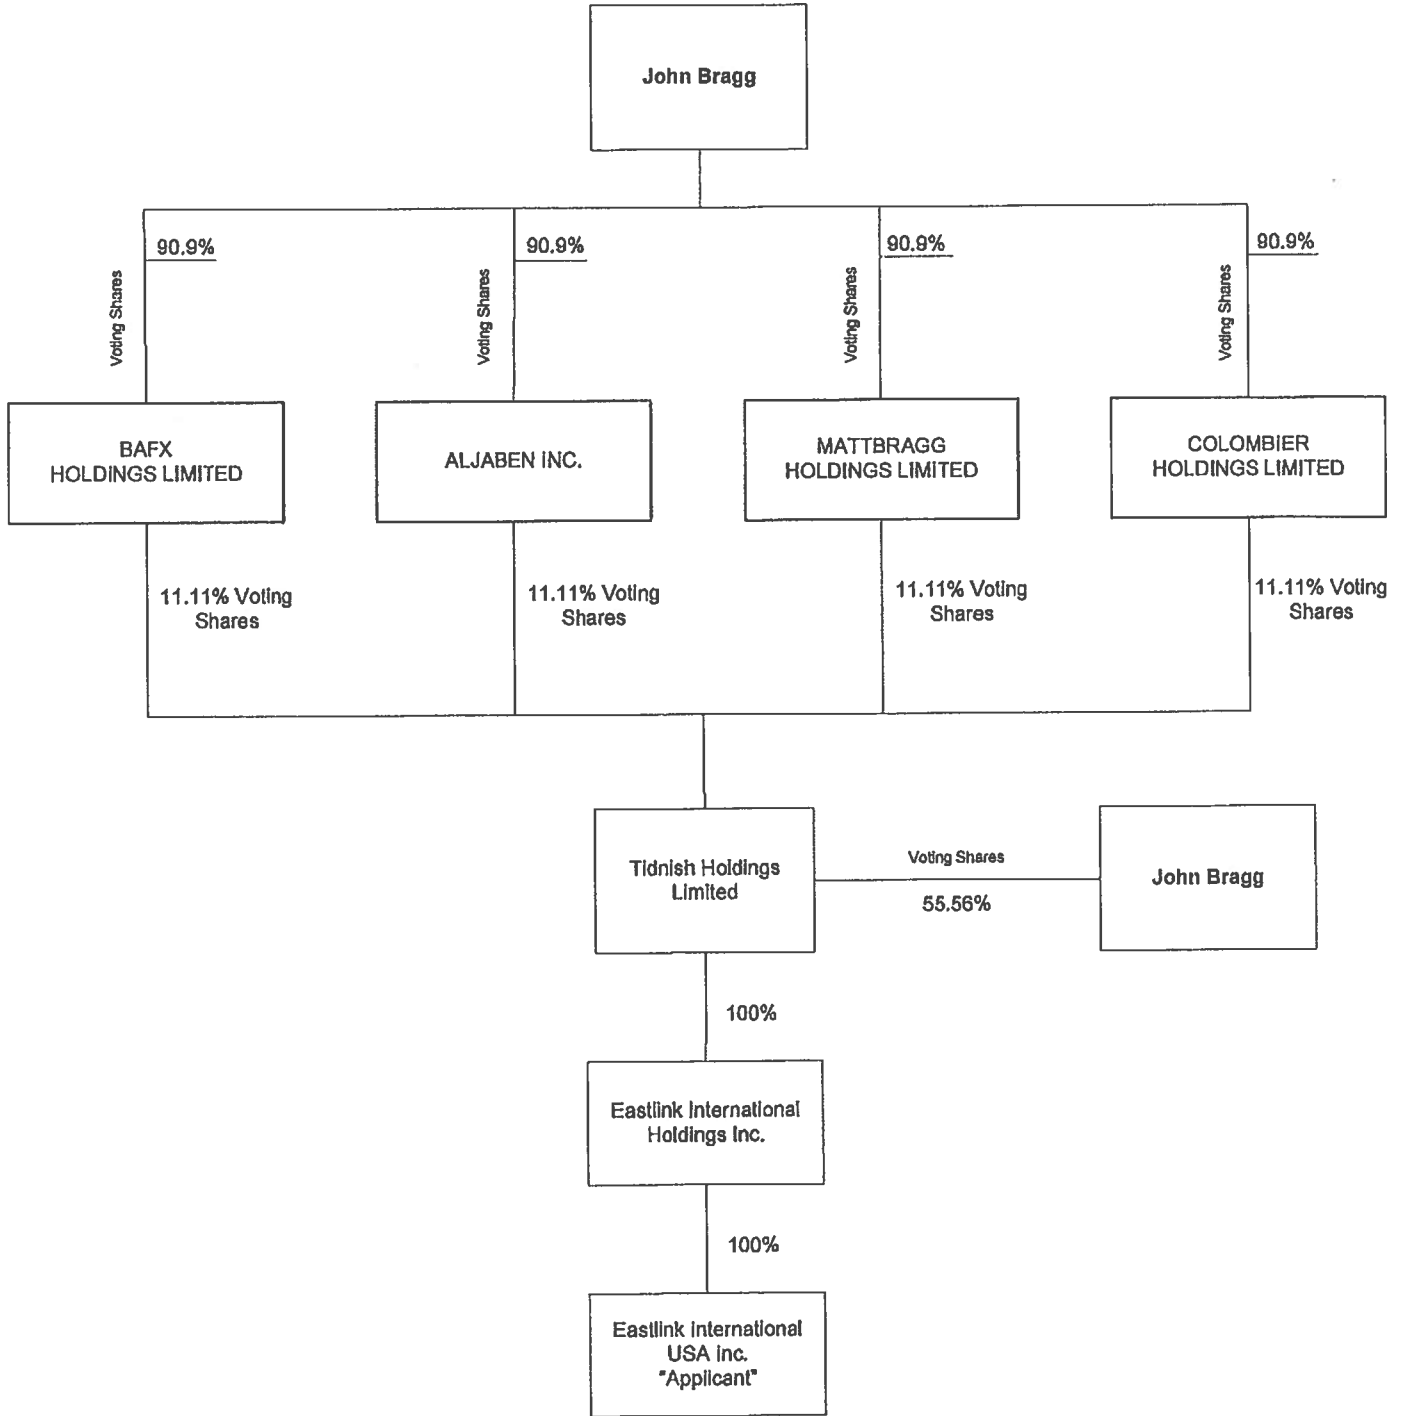 John Bragg
90.9%
90.9%
90.9%
90.9%
Voting Shares
Voting Shares
Voting Shares
Voting Shares
BAFX
HOLDINGS LIMITED
ALJABEN INC.
MATTBRAGG
HOLDINGS LIMITED
COLOMBIER
HOLDINGS LIMITED
11.11% Voting
Shares
11.11% Voting
Shares
11.11% Voting
Shares
11.11% Voting
Shares
Tidnish Holdings
Limited
Voting Shares
55.56%
John Bragg
100%
Eastlink International
Holdings Inc.
100%
Eastlink International
USA Inc.
"Applicant"